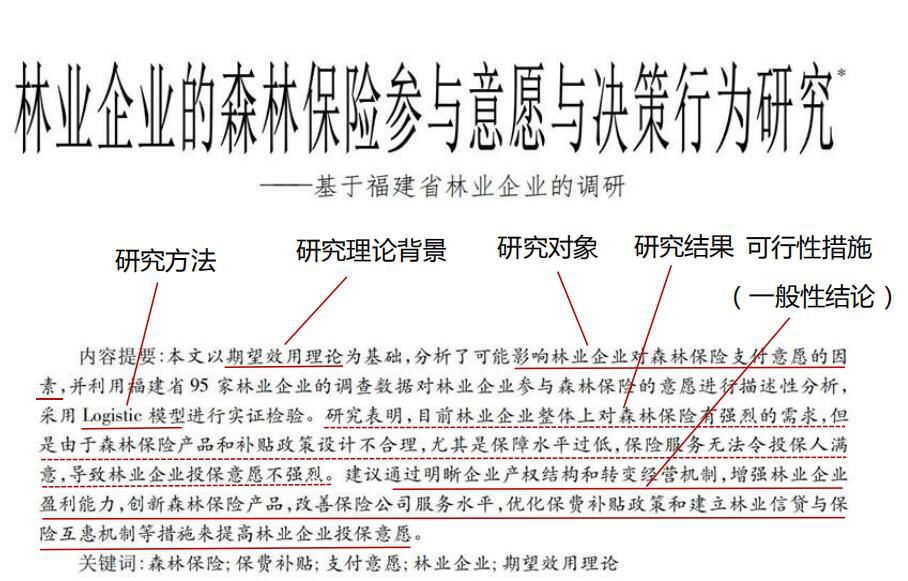 林业企业的森林保险参与意愿与决策行为研究*
——基于福建省林业企业的调研
研究方法
研究理论背景
研究对象
研究结果
可行性措施
（一般性结论）
内容提要:本文以期望效用理论为基础,分析了可能影响林业企业对森林保险支付意愿的因
素,并利用福建省95家林业企业的调查数据对林业企业参与森林保险的意愿进行描述性分析,
采用Logistic模型进行实证检验。研究表明,目前林业企业整体上对森林保险有强烈的需求,但
是由于森林保险产品和补贴政策设计不合理,尤其是保障水平过低,保险服务无法令投保人满
意,导致林业企业投保意愿不强烈。建议通过明晰企业产权结构和转变经营机制,增强林业企业
盈利能力,创新森林保险产品,改善保险公司服务水平,优化保费补贴政策和建立林业信贷与保
险互惠机制等措施来提高林业企业投保意愿。
关键词:森林保险;保费补贴;支付意愿;林业企业;期望效用理论